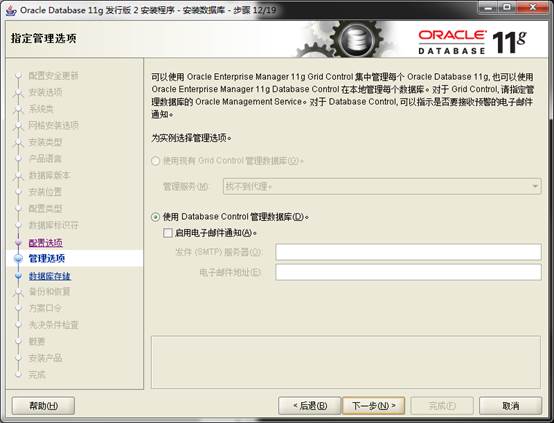 Oracle Database 11g 发行版 2 安装程序 - 安装数据库 - 步骤 12/19
指定管理选项
ORACLE
DATABASE
11g
配置安全更新
安装选项
系统类
网格安装选项
安装类型
产品语言
数据库版本
安装位置
配置类型
数据库标识符
配置选项
管理选项
数据库存储
备份和恢复
方案口令
先决条件检查
概要
安装产品
完成
可以使用 Oracle Enterprise Manager 11g Grid Control 集中管理每个 Oracle Database 11g, 也可以使用
Oracle Enterprise Manager 11g Database Control 在本地管理每个数据库。对于 Grid Control, 请指定管
理数据库的 Oracle Management Service。对于 Database Control, 可以指示是否要接收预警的电子邮件
通知。
为实例选择管理选项。
使用现有 Grid Control 管理数据库(O)。
管理服务(M):
找不到代理。
使用 Database Control 管理数据库(D)。
启用电子邮件通知(A)。
发件 (SMTP) 服务器(O):
电子邮件地址(E):
帮助(H)
< 后退(B)
下一步(N) >
完成(F)
取消